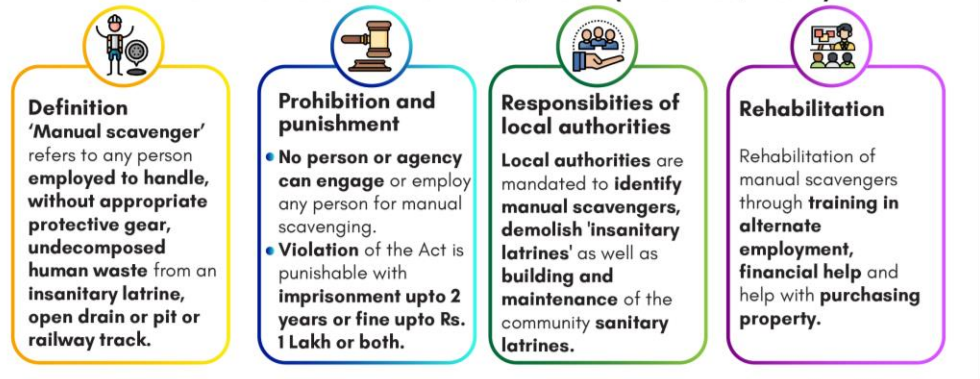 Definition
‘Manual scavenger’
refers to any person
employed to handle,
without appropriate
protective gear,
undecomposed
human waste from an
insanitary latrine,
open drain or pit or
railway track.
Prohibition and
punishment
• No person or agency
can engage or employ
any person for manual
scavenging.
• Violation of the Act is
punishable with
imprisonment upto 2
years or fine upto Rs.
1 Lakh or both.
Responsibities of
local authorities
Local authorities are
mandated to identify
manual scavengers,
demolish 'insanitary
latrines' as well as
building and
maintenance of the
community sanitary
latrines.
Rehabilitation
Rehabilitation of
manual scavengers
through training in
alternate
employment,
financial help and
help with purchasing
property.